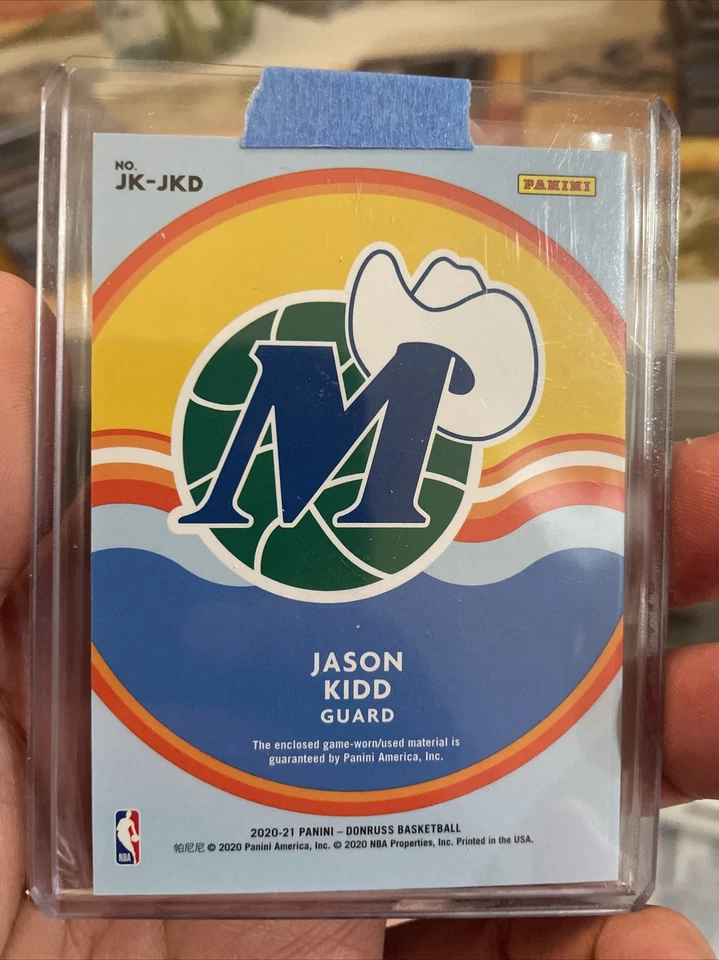 NO.
JK-JKD
PANINI
M
JASON
KIDD
GUARD
The enclosed game-worn/used material is
guaranteed by Panini America, Inc.
2020-21 PANINI – DONRUSS BASKETBALL
帕尼尼 © 2020 Panini America, Inc. © 2020 NBA Properties, Inc. Printed in the USA.
NBA